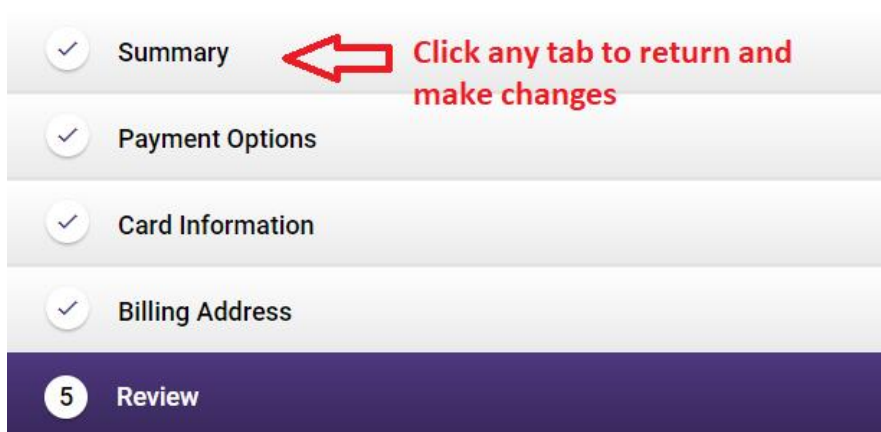 Summary
Click any tab to return and
make changes
Payment Options
Card Information
Billing Address
5 Review